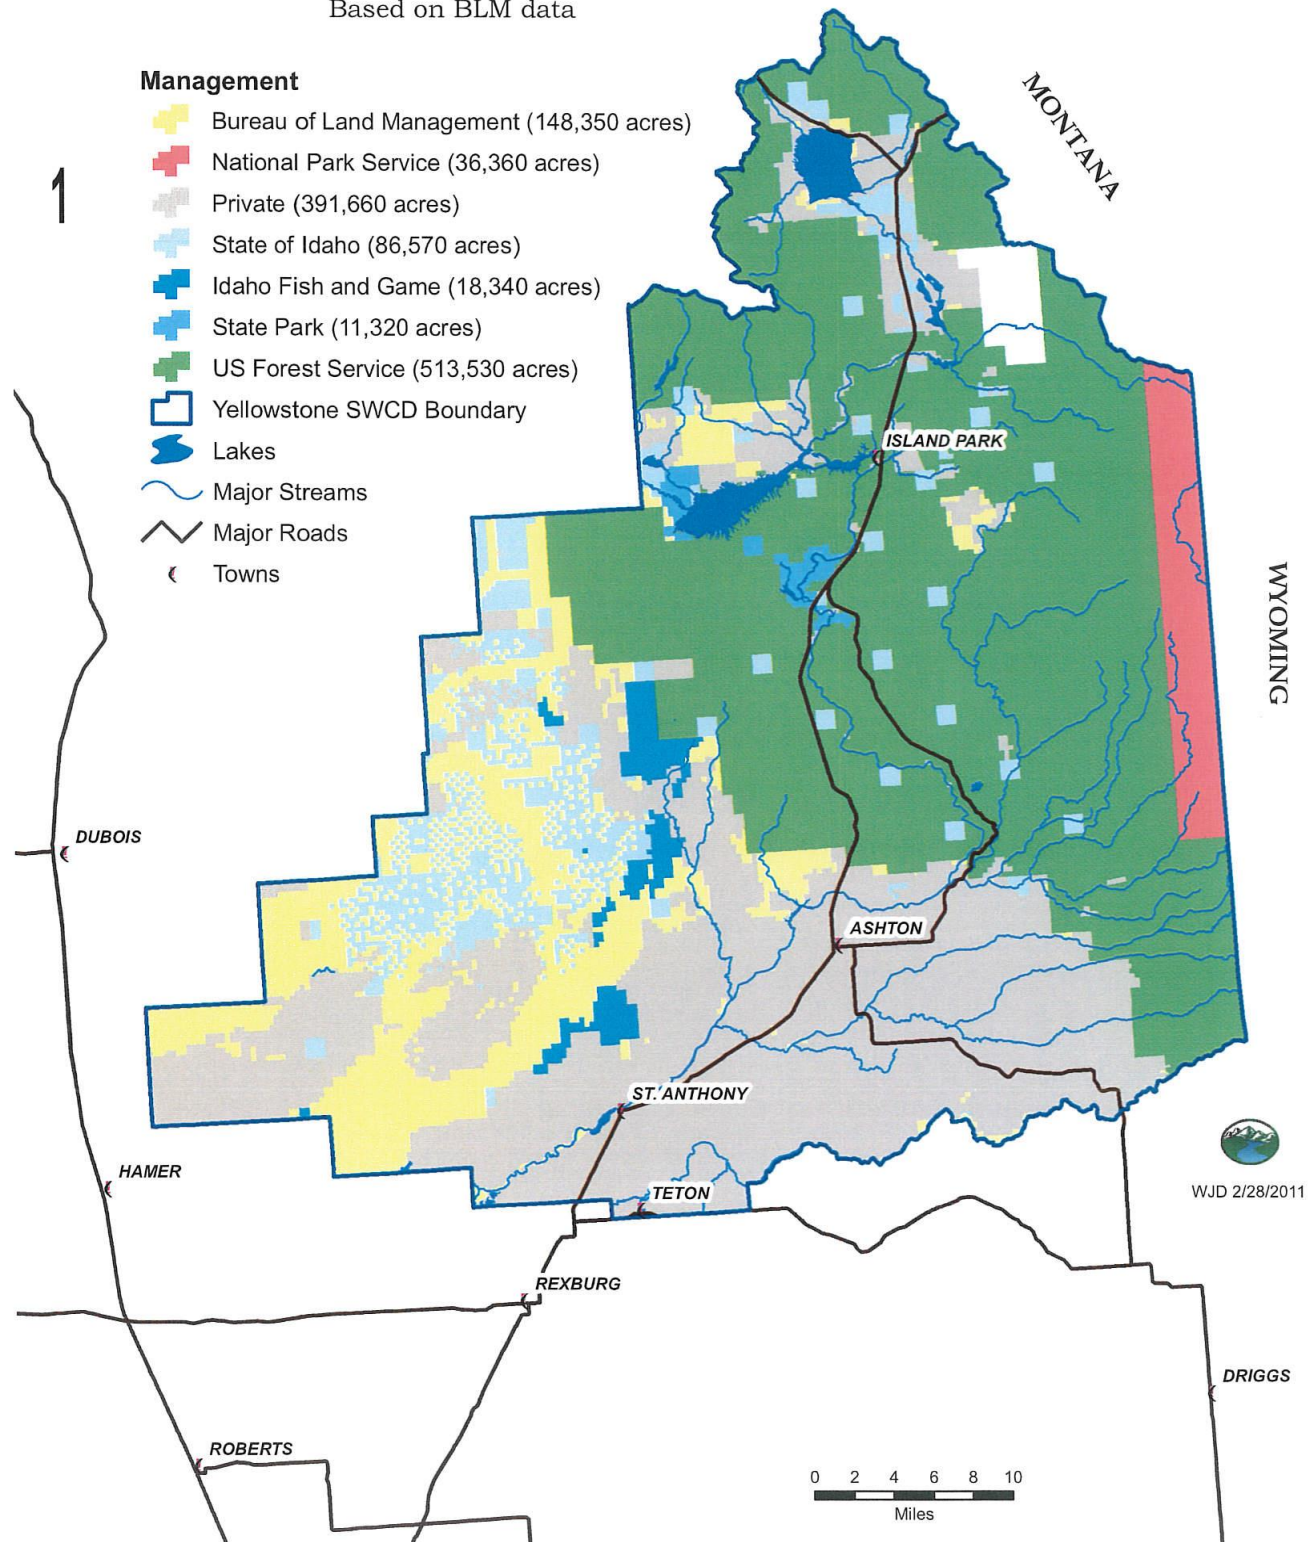 Based on BLM data
Management
Bureau of Land Management (148,350 acres)
National Park Service (36,360 acres)
Private (391,660 acres)
State of Idaho (86,570 acres)
Idaho Fish and Game (18,340 acres)
State Park (11,320 acres)
US Forest Service (513,530 acres)
Yellowstone SWCD Boundary
Lakes
Major Streams
Major Roads
Towns
MONTANA
ISLAND PARK
WYOMING
DUBOIS
ASHTON
ST. ANTHONY
HAMER
TETON
WJD 2/28/2011
REXBURG
DRIGGS
ROBERTS
0 2 4 6 8 10
Miles